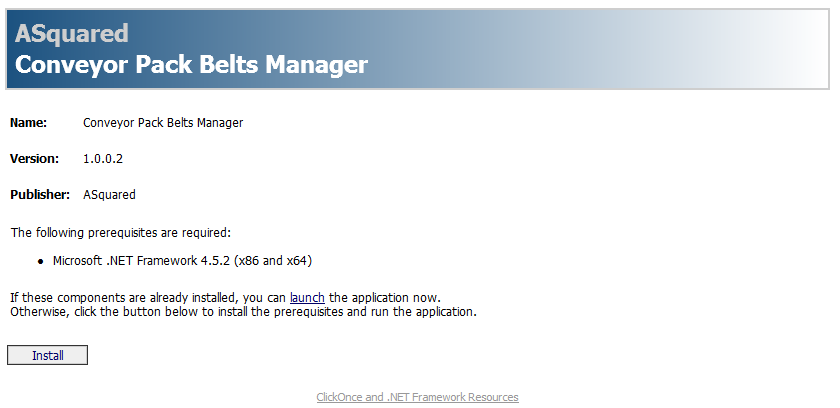 ASquared
Conveyor Pack Belts Manager
Name: Conveyor Pack Belts Manager
Version: 1.0.0.2
Publisher: ASquared
The following prerequisites are required:
• Microsoft .NET Framework 4.5.2 (x86 and x64)
If these components are already installed, you can launch the application now.
Otherwise, click the button below to install the prerequisites and run the application.
Install
ClickOnce and .NET Framework Resources